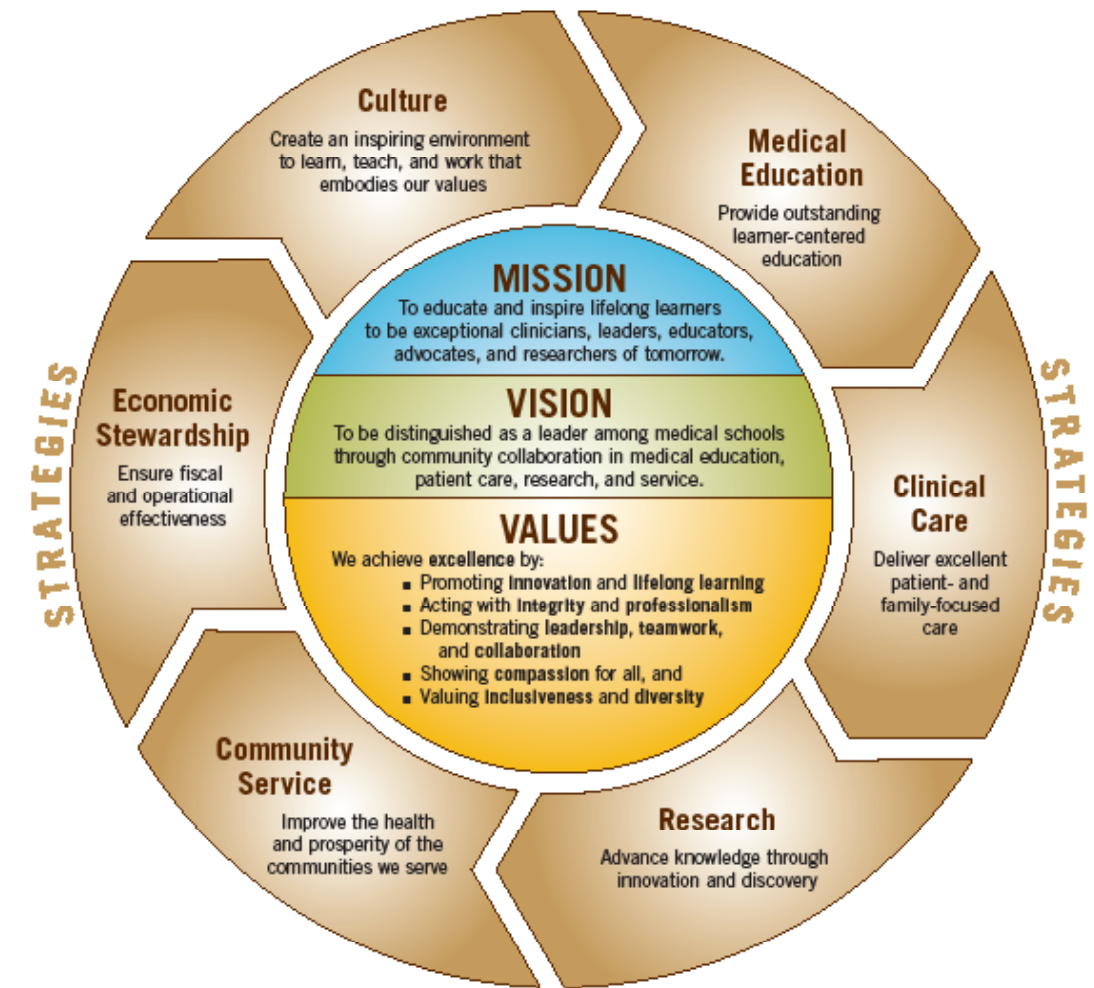 Culture
Create an inspiring environment
to learn, teach, and work that
embodies our values
Medical
Education
Provide outstanding
learner-centered
education
Clinical
Care
Deliver excellent
patient- and
family-focused
care
Research
Advance knowledge through
innovation and discovery
Community
Service
Improve the health
and prosperity of the
communities we serve
Economic
Stewardship
Ensure fiscal
and operational
effectiveness
STRATEGIES
STRATEGIES
MISSION
To educate and inspire lifelong learners
to be exceptional clinicians, leaders, educators,
advocates, and researchers of tomorrow.
VISION
To be distinguished as a leader among medical schools
through community collaboration in medical education,
patient care, research, and service.
VALUES
We achieve excellence by:
■ Promoting innovation and lifelong learning
■ Acting with integrity and professionalism
■ Demonstrating leadership, teamwork,
and collaboration
■ Showing compassion for all, and
■ Valuing inclusiveness and diversity